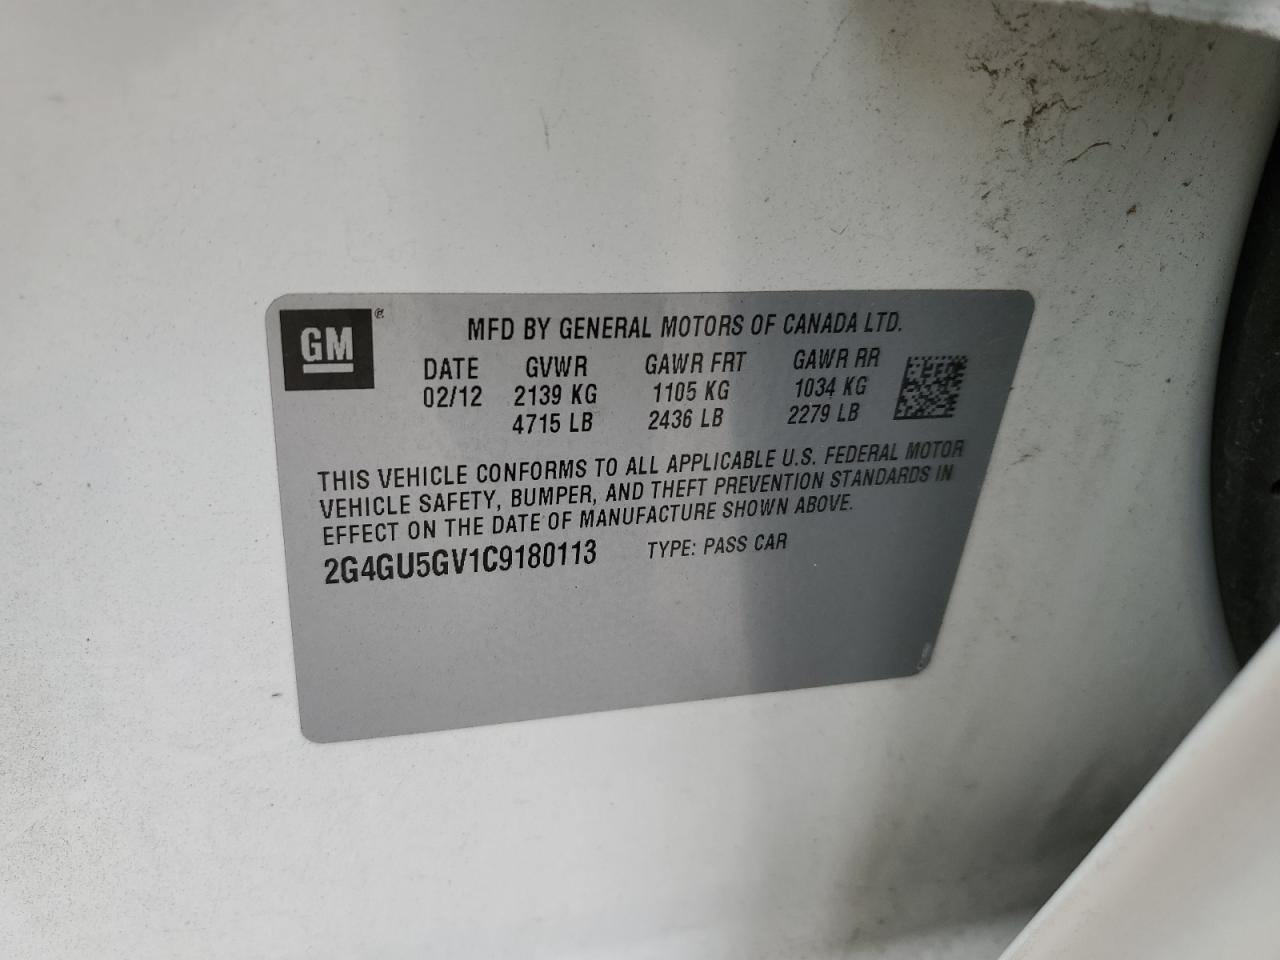 GM ®
MFD BY GENERAL MOTORS OF CANADA LTD.
DATE GVWR GAWR FRT GAWR RR
02/12 2139 KG 1105 KG 1034 KG
4715 LB 2436 LB 2279 LB
THIS VEHICLE CONFORMS TO ALL APPLICABLE U.S. FEDERAL MOTOR
VEHICLE SAFETY, BUMPER, AND THEFT PREVENTION STANDARDS IN
EFFECT ON THE DATE OF MANUFACTURE SHOWN ABOVE.
2G4GU5GV1C9180113 TYPE: PASS CAR